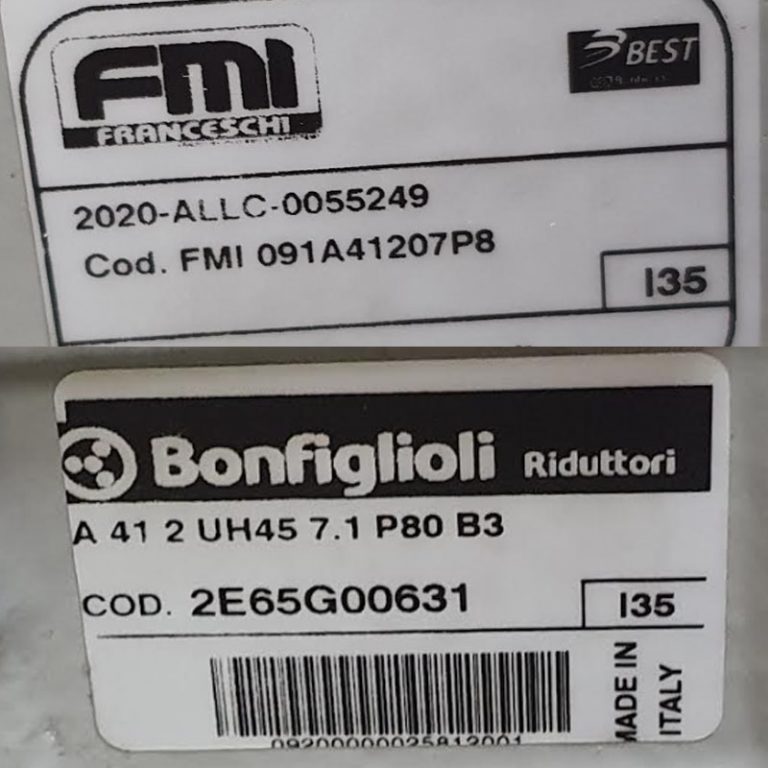 FMI
FRANCESCHI
BEST
2020-ALLC-0055249
Cod. FMI 091A41207P8
I35
Bonfiglioli Riduttori
A 41 2 UH45 7.1 P80 B3
COD. 2E65G00631
I35
MADE IN
ITALY
09200000025812001